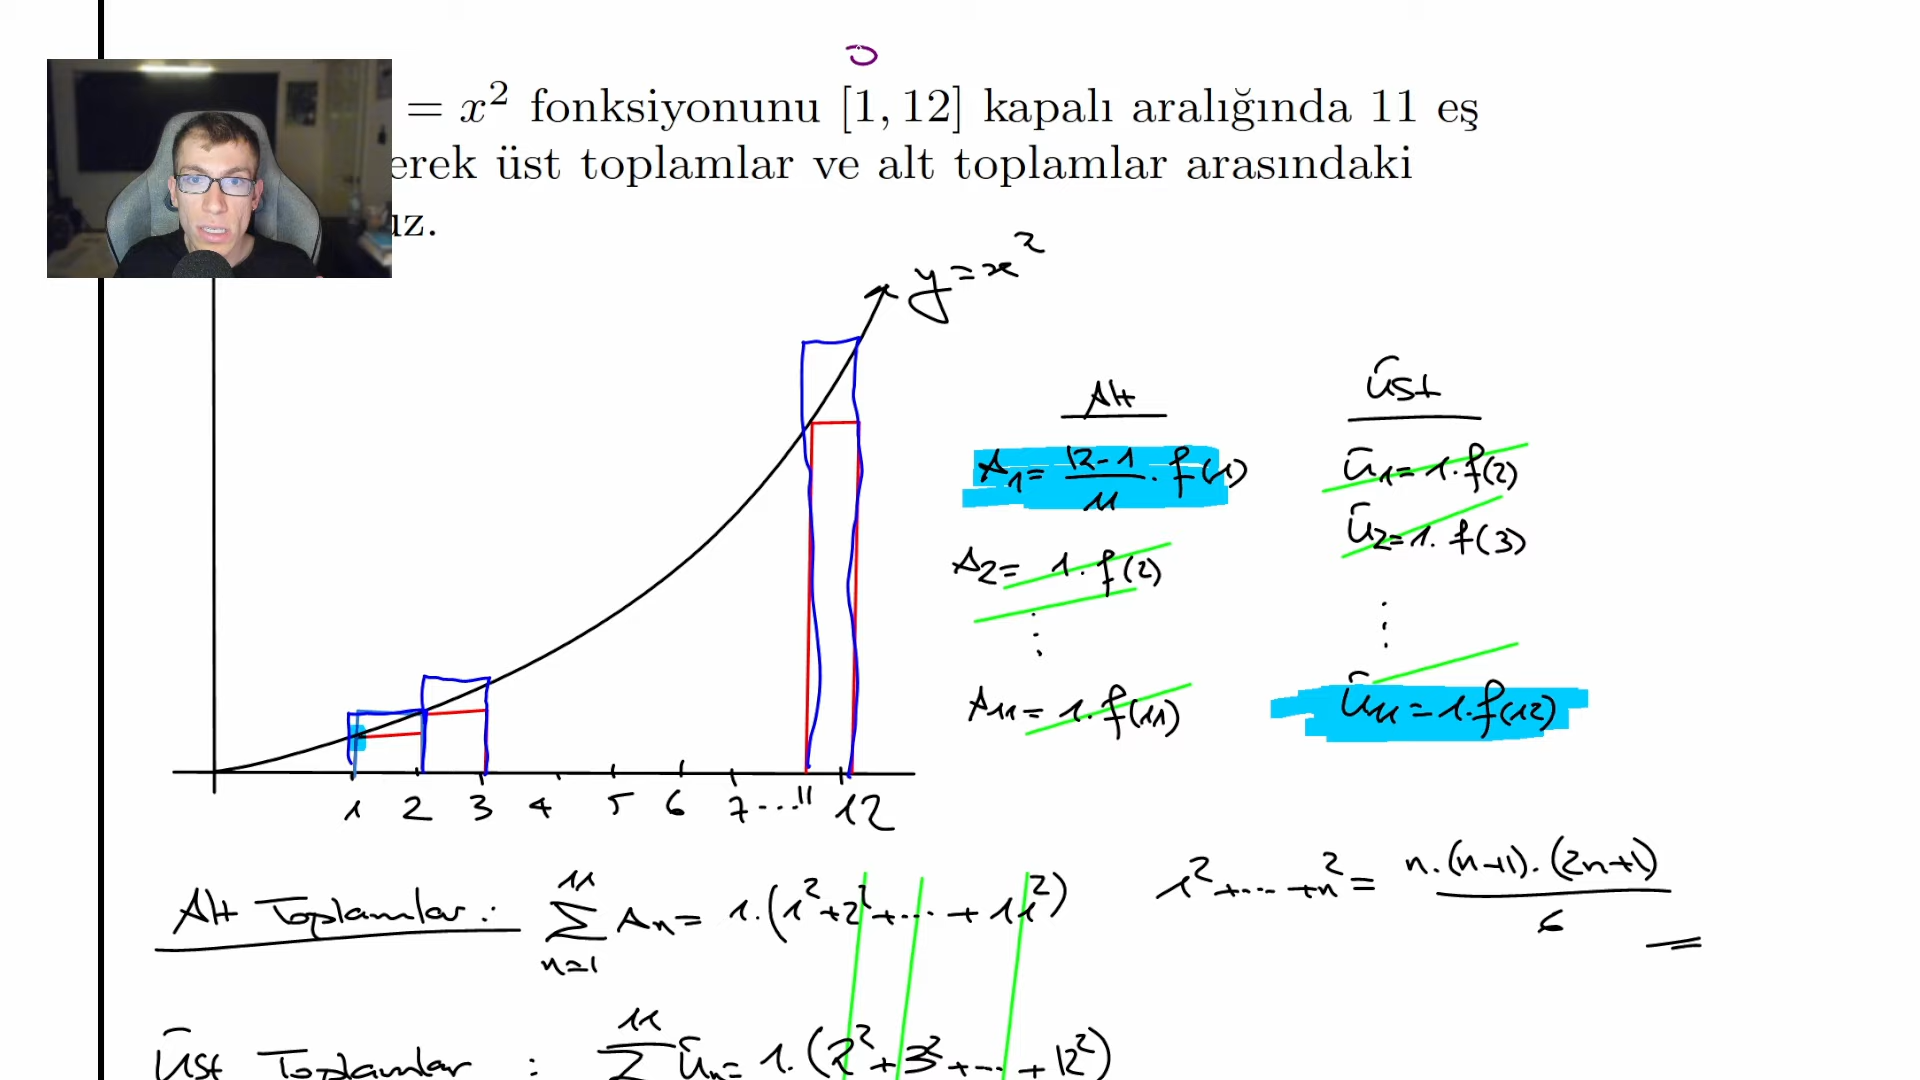 = x² fonksiyonunu [1, 12] kapalı aralığında 11 eş
erek üst toplamlar ve alt toplamlar arasındaki
ız.
y = x²
Alt
Üst
A₁ = (12-1)/11 . f(1)
Ü₁ = 1.f(2)
A₂ = 1.f(2)
Ü₂ = 1.f(3)
⋮
⋮
A₁₁ = 1.f(11)
Ü₁₁ = 1.f(12)
1 2 3 4 5 6 7 ... 11 12
Alt Toplamlar: ∑ₙ₌₁¹¹ Aₙ = 1.(1² + 2² + ... + 11²)
1² + ... + n² = n.(n+1).(2n+1)/6
Üst Toplamlar : ∑¹¹ Üₙ = 1.(2² + 3² + ... + 12²)